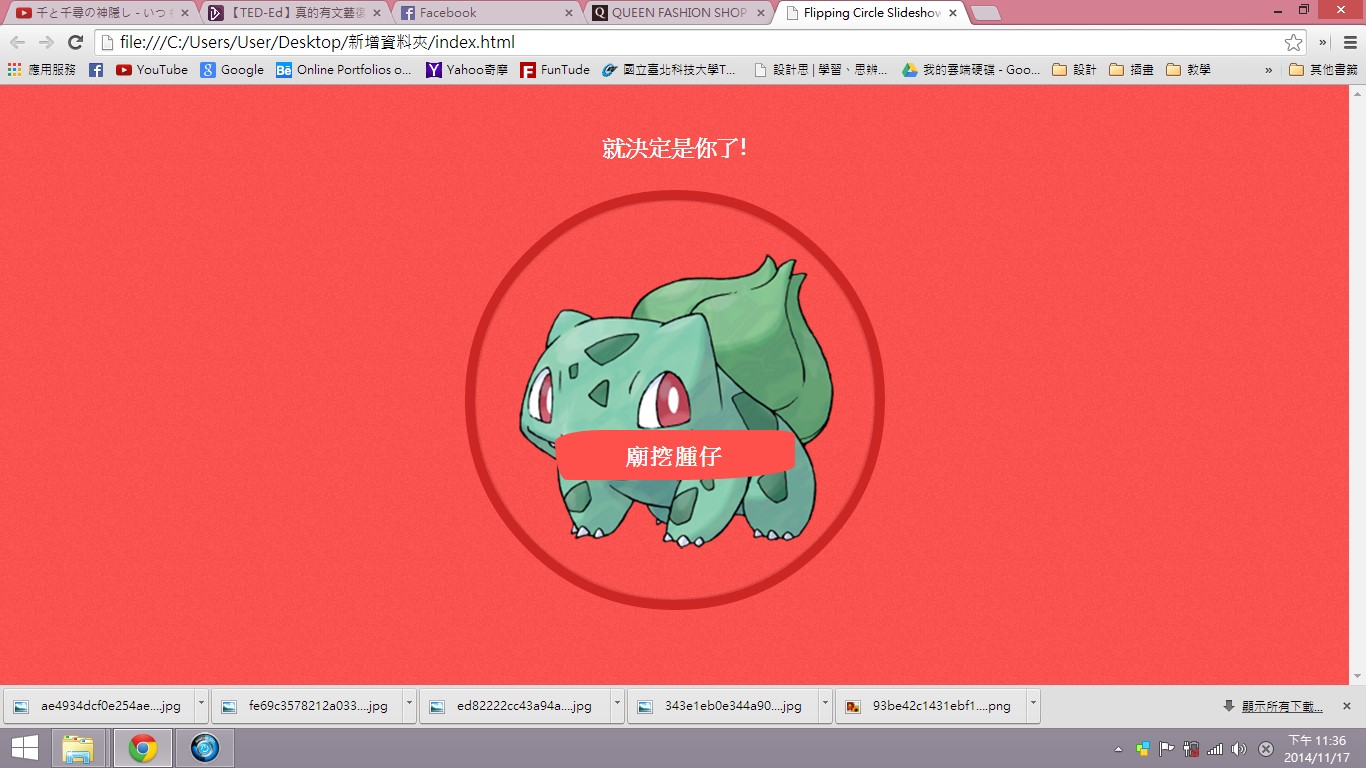 千と千尋の神隠し - いつも
【TED-Ed】真的有文藝復
Facebook
QUEEN FASHION SHOP
Flipping Circle Slideshow
file:///C:/Users/User/Desktop/新增資料夾/index.html
應用服務
YouTube
Google
Online Portfolios o...
Yahoo奇摩
FunTude
國立臺北科技大學T...
設計思 | 學習、思辨...
我的雲端硬碟 - Goo...
設計
插畫
教學
»
其他書籤
就決定是你了!
廟挖腫仔
ae4934dcf0e254ae....jpg
fe69c3578212a033....jpg
ed82222cc43a94a....jpg
343e1eb0e344a90....jpg
93be42c1431ebf1....png
顯示所有下載...
下午 11:36
2014/11/17